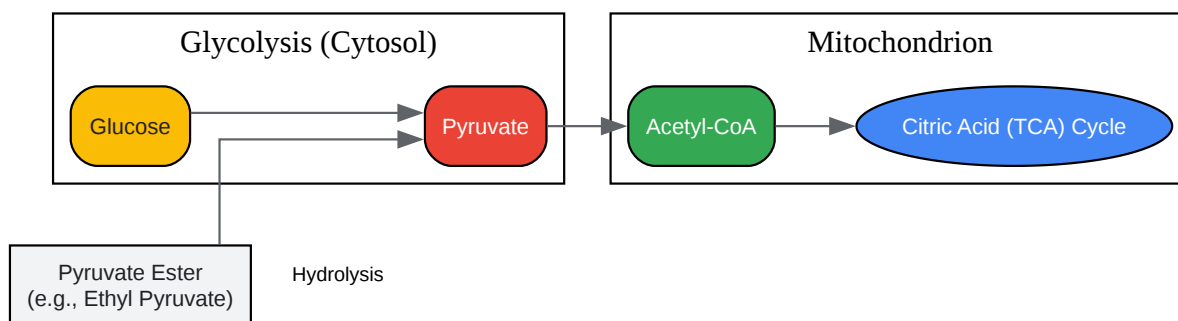 Glycolysis (Cytosol)
Mitochondrion
Glucose
Pyruvate
Acetyl-CoA
Citric Acid (TCA) Cycle
Pyruvate Ester
(e.g., Ethyl Pyruvate)
Hydrolysis